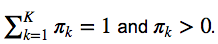 ∑_{k=1}^{K} π_k = 1 and π_k > 0.